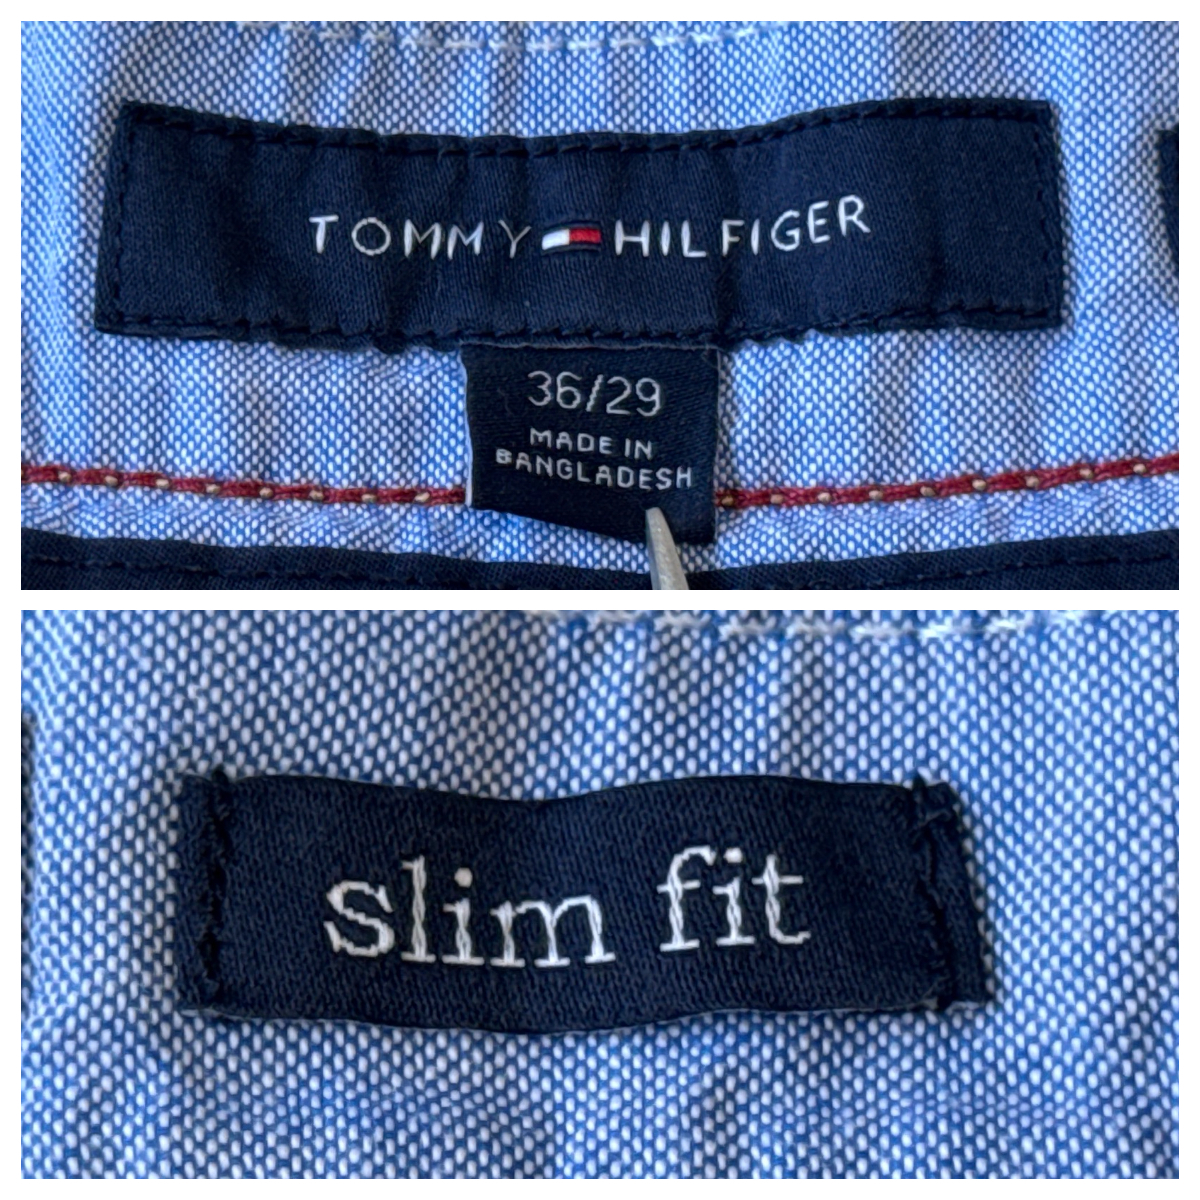 TOMMY HILFIGER
36/29
MADE IN
BANGLADESH
slim fit